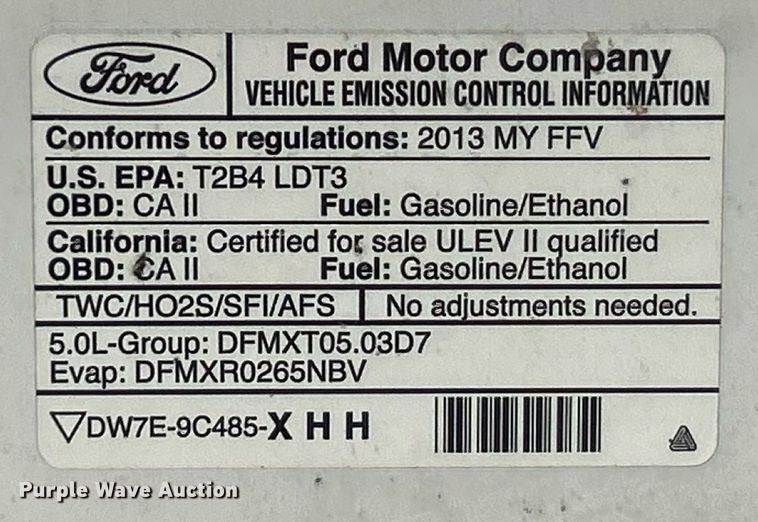 Ford
Ford Motor Company
VEHICLE EMISSION CONTROL INFORMATION
Conforms to regulations: 2013 MY FFV
U.S. EPA: T2B4 LDT3
OBD: CA II Fuel: Gasoline/Ethanol
California: Certified for sale ULEV II qualified
OBD: CA II Fuel: Gasoline/Ethanol
TWC/HO2S/SFI/AFS No adjustments needed.
5.0L-Group: DFMXT05.03D7
Evap: DFMXR0265NBV
DW7E-9C485-X H H
Purple Wave Auction